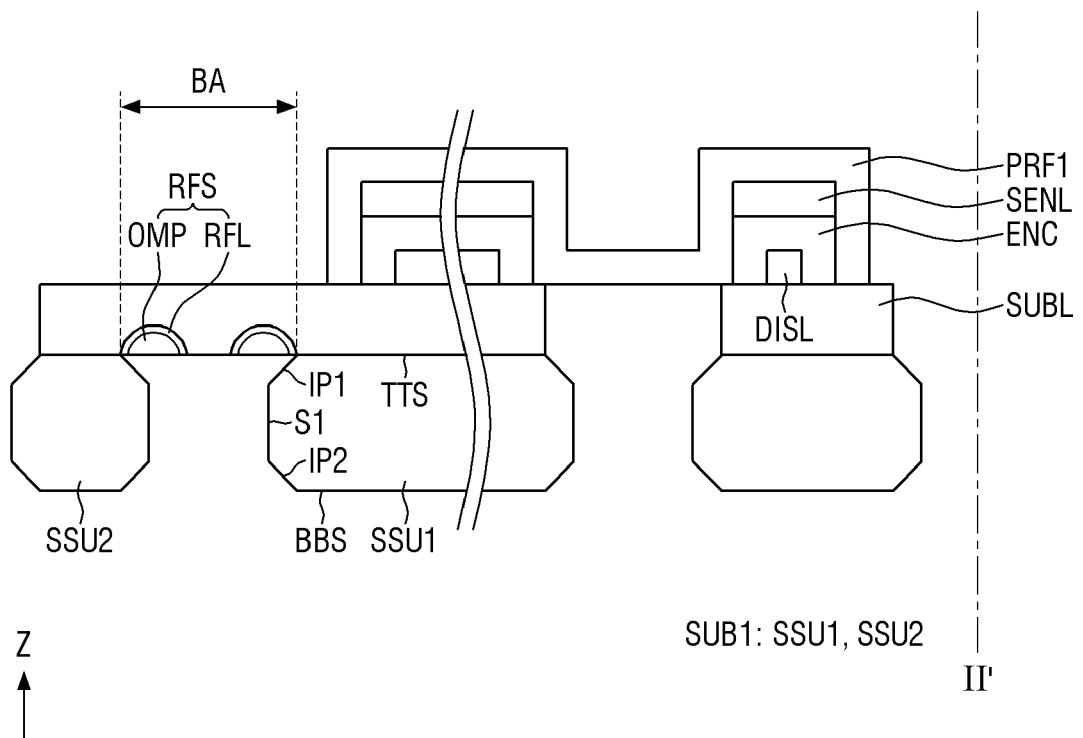 BA
RFS
OMP RFL
PRF1
SENL
ENC
SUBL
DISL
IP1
TTS
S1
IP2
SSU2
BBS
SSU1
SUB1: SSU1, SSU2
Z
II'